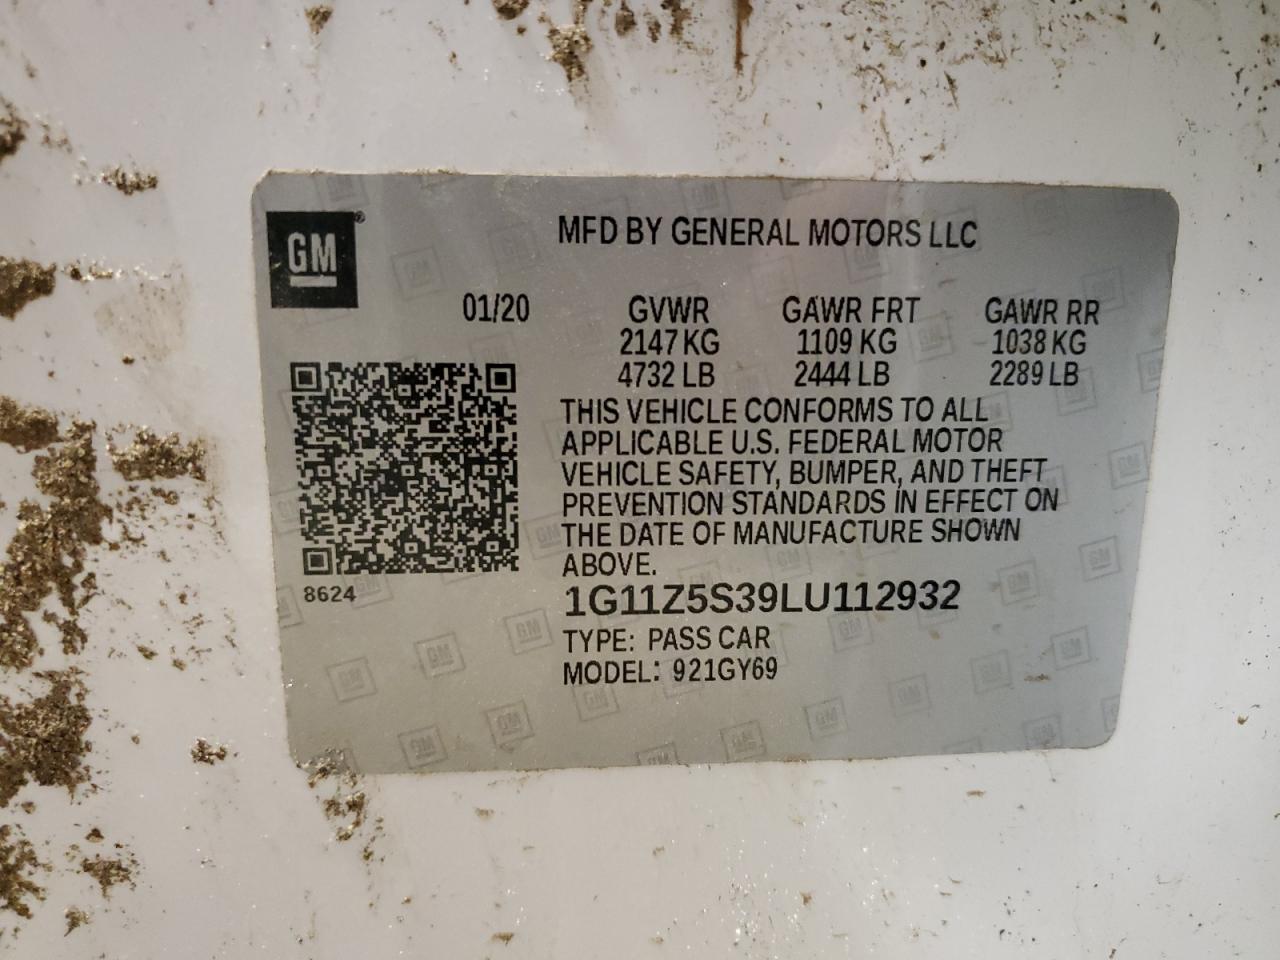 GM
MFD BY GENERAL MOTORS LLC
01/20 GVWR GAWR FRT GAWR RR
2147 KG 1109 KG 1038 KG
4732 LB 2444 LB 2289 LB
THIS VEHICLE CONFORMS TO ALL
APPLICABLE U.S. FEDERAL MOTOR
VEHICLE SAFETY, BUMPER, AND THEFT
PREVENTION STANDARDS IN EFFECT ON
THE DATE OF MANUFACTURE SHOWN
ABOVE.
8624
1G11Z5S39LU112932
TYPE: PASS CAR
MODEL: 921GY69